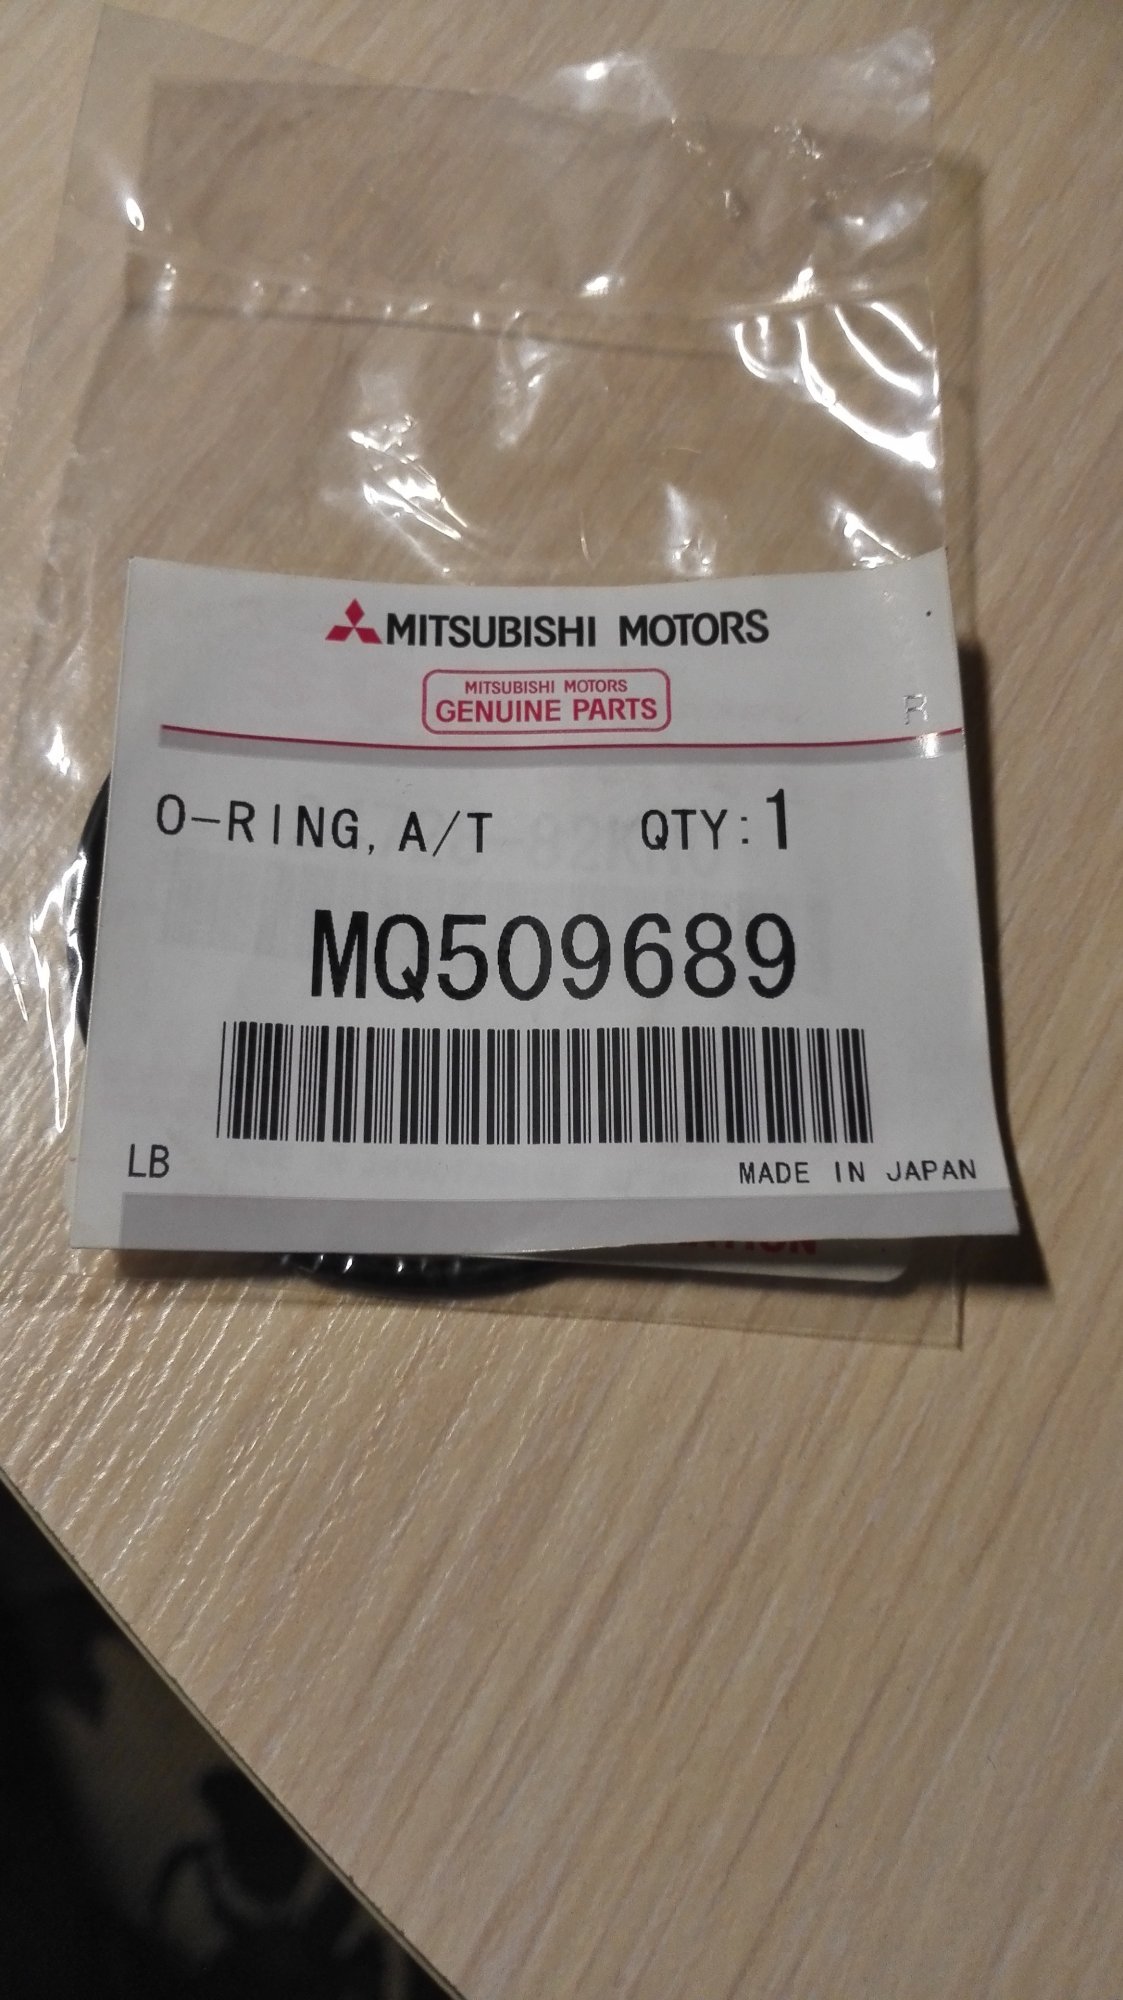 MITSUBISHI MOTORS
MITSUBISHI MOTORS
GENUINE PARTS
R
O-RING, A/T QTY:1
MQ509689
LB
MADE IN JAPAN